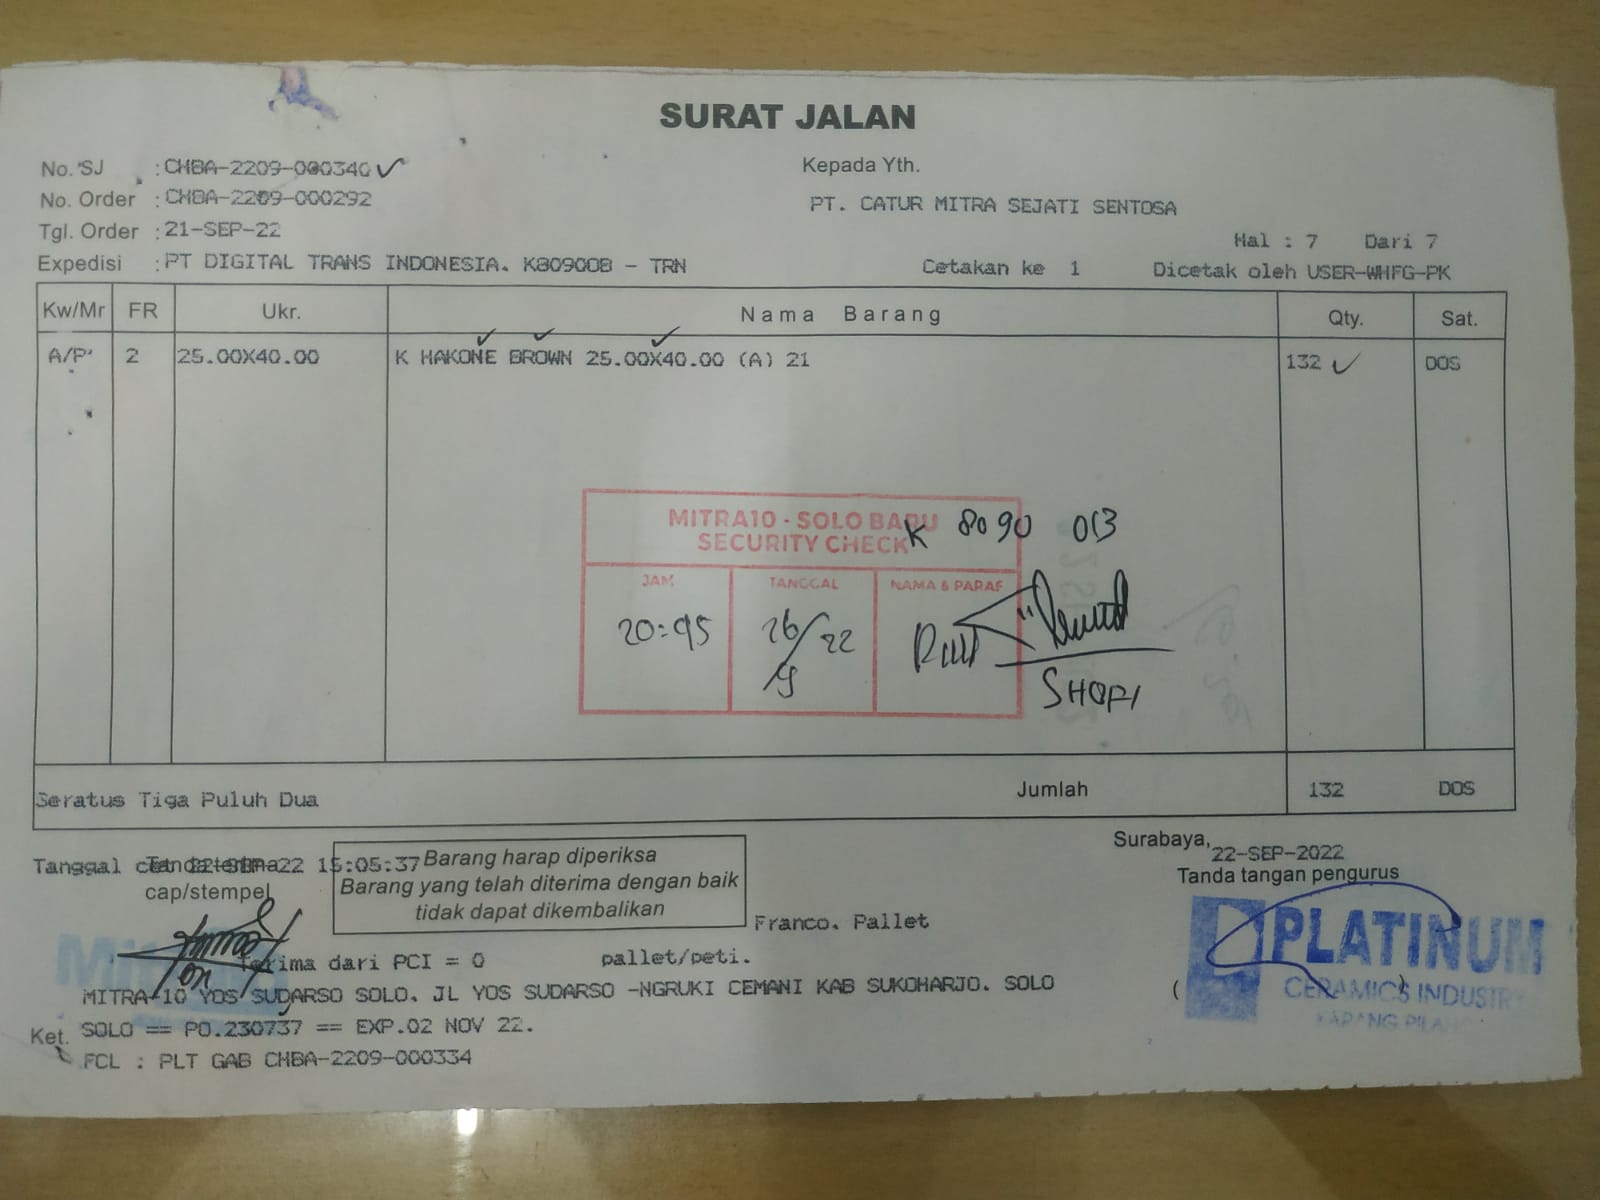 SURAT JALAN
No. SJ : CHBA-2209-000340 ✓
No. Order : CHBA-2209-000292
Tgl. Order : 21-SEP-22
Expedisi : PT DIGITAL TRANS INDONESIA. K8090OB - TRN
Kepada Yth.
PT. CATUR MITRA SEJATI SENTOSA
Hal : 7 Dari 7
Cetakan ke 1 Dicetak oleh USER-WHFG-PK
Kw/Mr FR Ukr. Nama Barang Qty. Sat.
A/P 2 25.00X40.00 K HAKONE BROWN 25.00X40.00 (A) 21 132 ✓ DOS
MITRA10 - SOLO BARU
SECURITY CHECK
K 8090 OB
JAM TANGGAL NAMA & PARAF
20:45 26/9 22
SHOFI
Seratus Tiga Puluh Dua Jumlah 132 DOS
Tanggal cet 22-SEP-22 15:05:37
Tanda terima
cap/stempel
Barang harap diperiksa
Barang yang telah diterima dengan baik
tidak dapat dikembalikan
Surabaya, 22-SEP-2022
Tanda tangan pengurus
Franco. Pallet
PLATINUM
CERAMICS INDUSTRY
KARANG PILANG
Terima dari PCI = 0 pallet/peti.
MITRA 10 YOS SUDARSO SOLO. JL YOS SUDARSO -NGRUKI CEMANI KAB SUKOHARJO. SOLO ( )
Ket. SOLO == PO.230737 == EXP.02 NOV 22.
FCL : PLT GAB CHBA-2209-000334